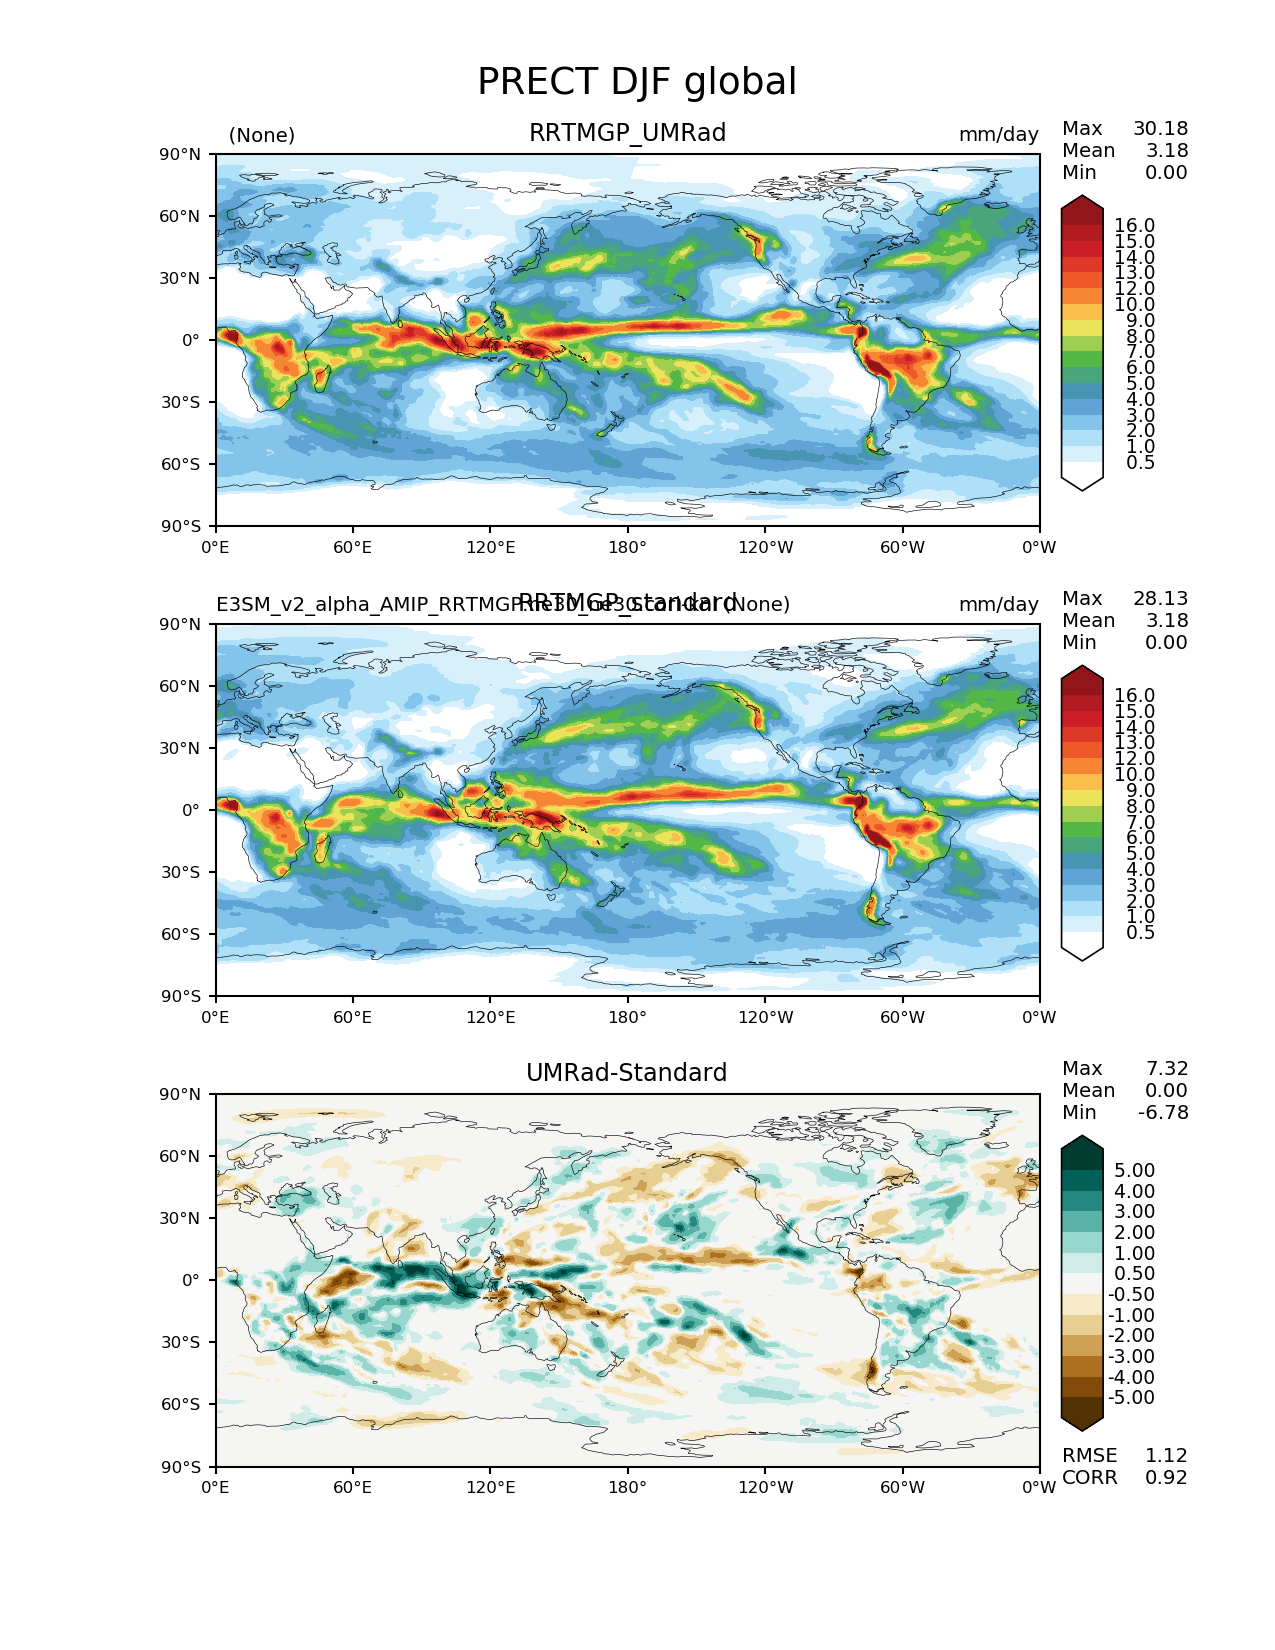 PRECT DJF global
(None) RRTMGP_UMRad mm/day
Max 30.18
Mean 3.18
Min 0.00
90°N
60°N
30°N
0°
30°S
60°S
90°S
0°E 60°E 120°E 180° 120°W 60°W 0°W
16.0
15.0
14.0
13.0
12.0
10.0
9.0
8.0
7.0
6.0
5.0
4.0
3.0
2.0
1.0
0.5
E3SM_v2_alpha_AMIP_RRTMGP (None) RRTMGP_standard mm/day
Max 28.13
Mean 3.18
Min 0.00
90°N
60°N
30°N
0°
30°S
60°S
90°S
0°E 60°E 120°E 180° 120°W 60°W 0°W
16.0
15.0
14.0
13.0
12.0
10.0
9.0
8.0
7.0
6.0
5.0
4.0
3.0
2.0
1.0
0.5
UMRad-Standard
Max 7.32
Mean 0.00
Min -6.78
90°N
60°N
30°N
0°
30°S
60°S
90°S
0°E 60°E 120°E 180° 120°W 60°W 0°W
5.00
4.00
3.00
2.00
1.00
0.50
-0.50
-1.00
-2.00
-3.00
-4.00
-5.00
RMSE 1.12
CORR 0.92